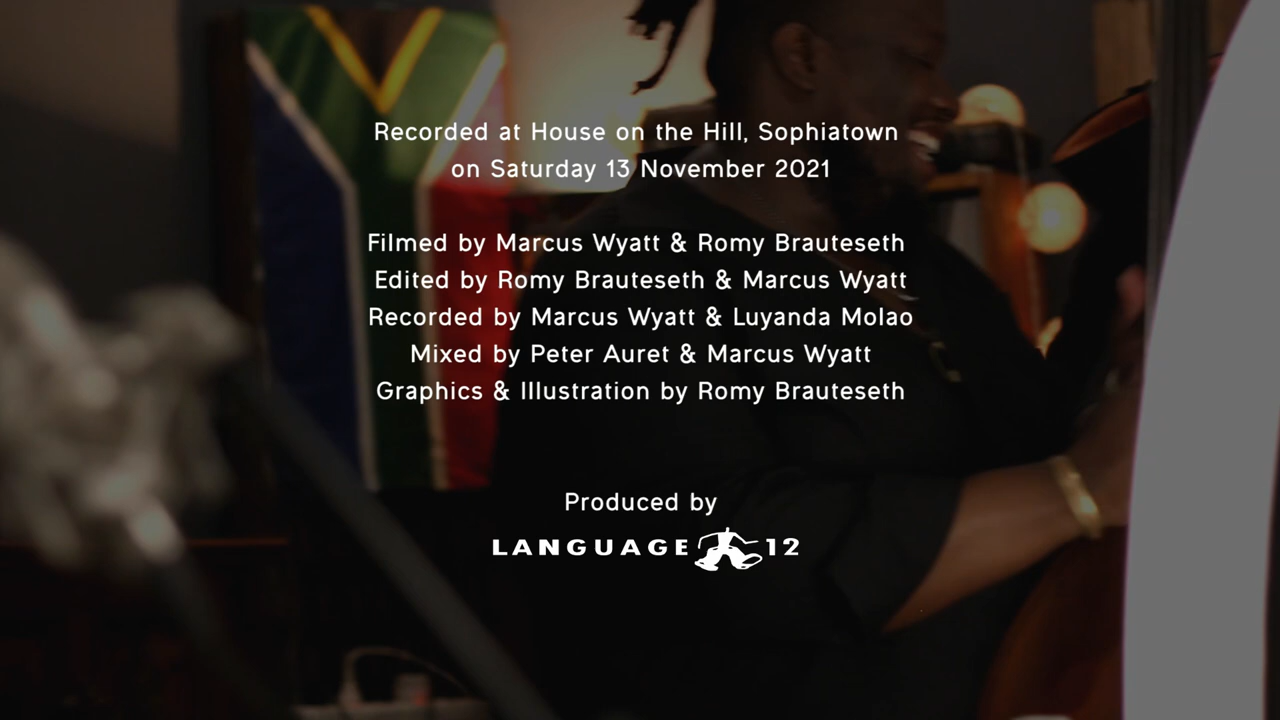 Recorded at House on the Hill, Sophiatown
on Saturday 13 November 2021
Filmed by Marcus Wyatt & Romy Brauteseth
Edited by Romy Brauteseth & Marcus Wyatt
Recorded by Marcus Wyatt & Luyanda Molao
Mixed by Peter Auret & Marcus Wyatt
Graphics & Illustration by Romy Brauteseth
Produced by
LANGUAGE 12